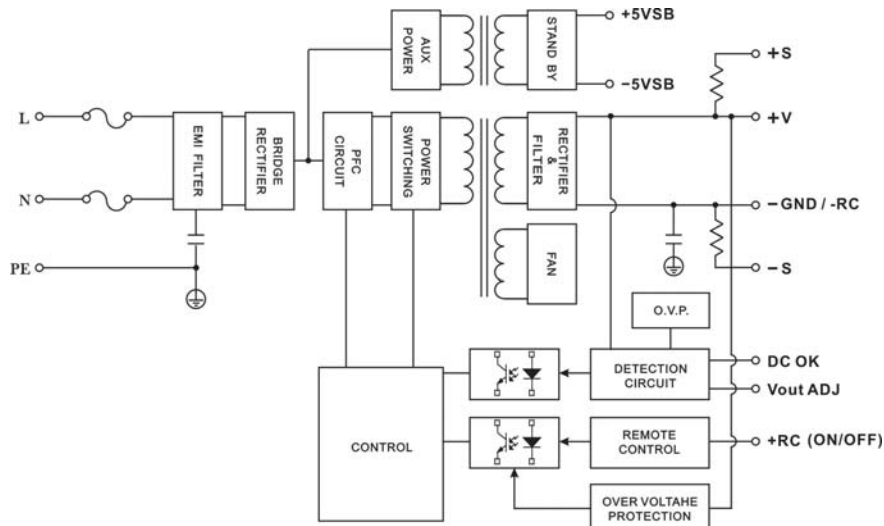 +5VSB
AUX
POWER
STAND BY
-5VSB
+S
L
EMI FILTER
BRIDGE
RECTIFIER
PFC
CIRCUIT
POWER
SWITCHING
RECTIFIER
&
FILTER
+V
N
-GND / -RC
PE
FAN
-S
O.V.P.
DETECTION
CIRCUIT
DC OK
Vout ADJ
CONTROL
REMOTE
CONTROL
+RC (ON/OFF)
OVER VOLTAHE
PROTECTION